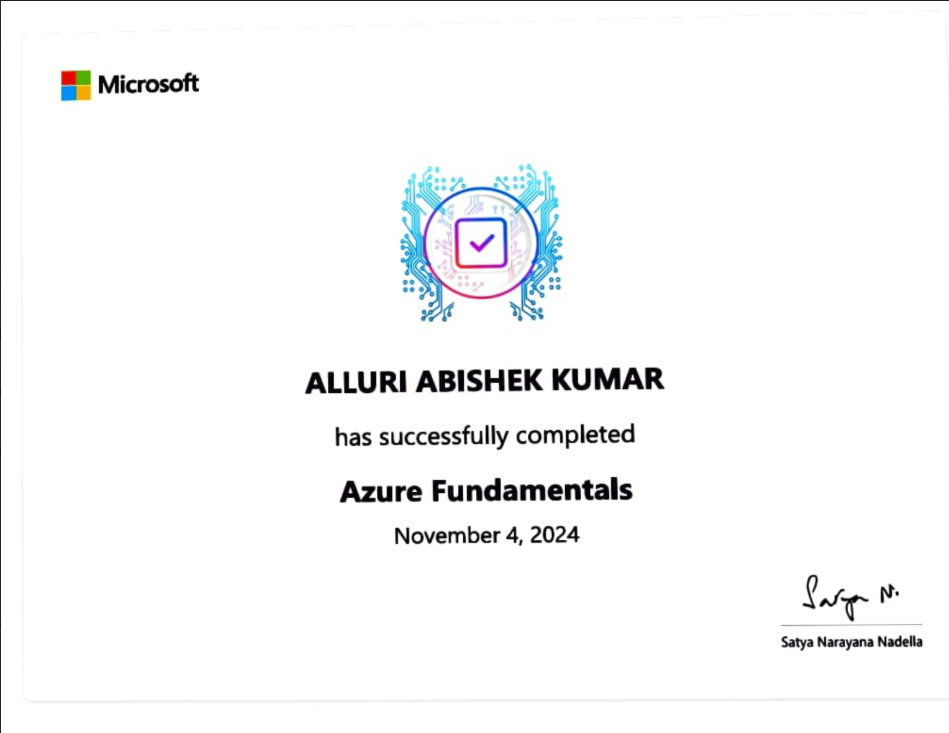 Microsoft
ALLURI ABISHEK KUMAR
has successfully completed
Azure Fundamentals
November 4, 2024
Satya N.
Satya Narayana Nadella